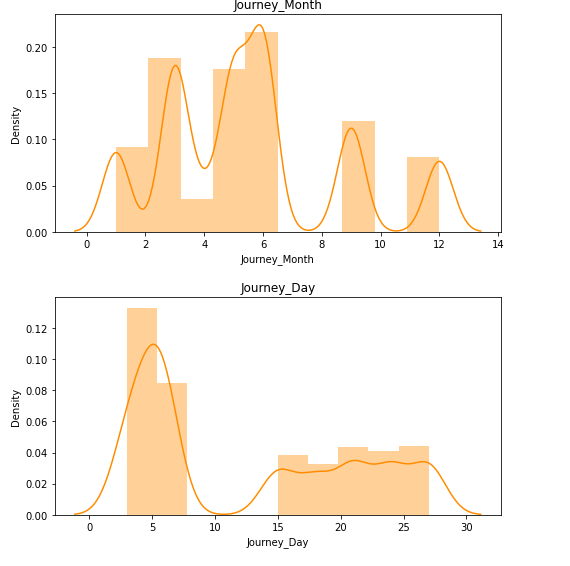 Journey_Month
0.20
0.15
0.10
0.05
0.00
Density
0 2 4 6 8 10 12 14
Journey_Month
Journey_Day
0.12
0.10
0.08
0.06
0.04
0.02
0.00
Density
0 5 10 15 20 25 30
Journey_Day